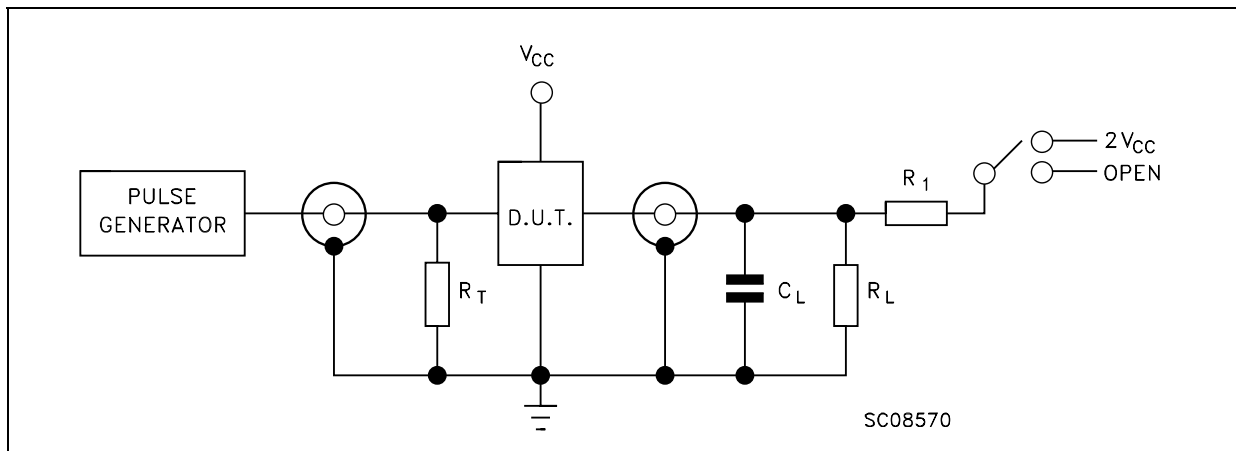 VCC
2VCC
OPEN
R1
PULSE
GENERATOR
D.U.T.
RT
CL
RL
SC08570